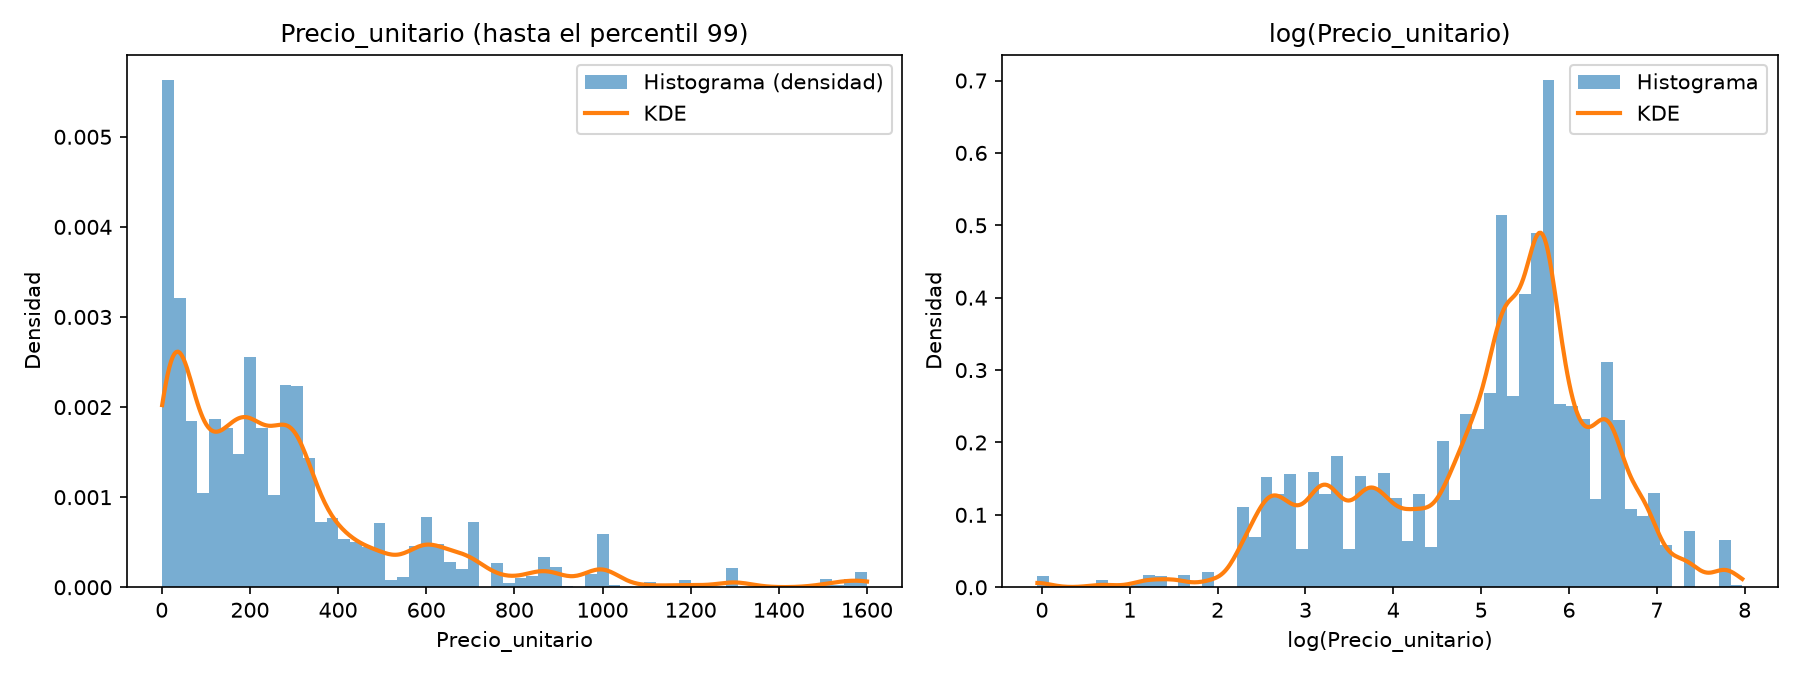 Precio_unitario (hasta el percentil 99)
Histograma (densidad)
KDE
Densidad
0.005
0.004
0.003
0.002
0.001
0.000
0 200 400 600 800 1000 1200 1400 1600
Precio_unitario
log(Precio_unitario)
Histograma
KDE
Densidad
0.7
0.6
0.5
0.4
0.3
0.2
0.1
0.0
0 1 2 3 4 5 6 7 8
log(Precio_unitario)